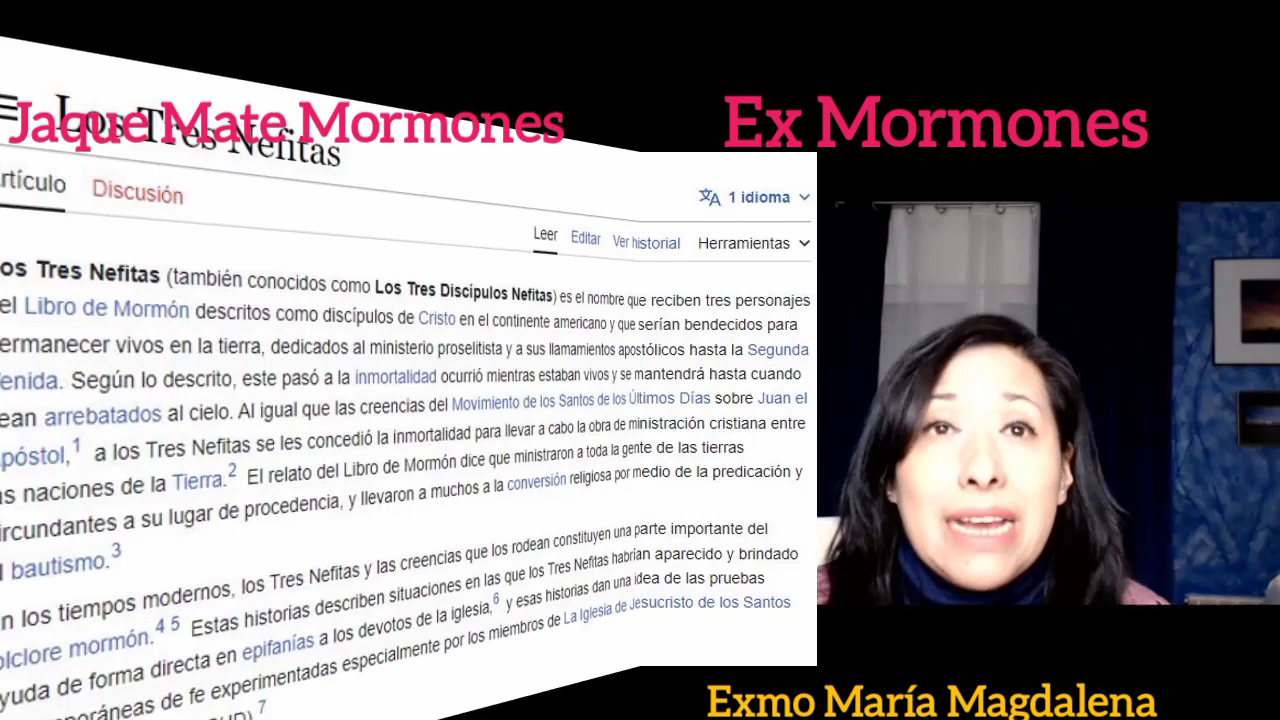 Jaque Mate Mormones
Ex Mormones
Los Tres Nefitas
rtículo Discusión
1 idioma
Leer Editar Ver historial Herramientas
os Tres Nefitas (también conocidos como Los Tres Discípulos Nefitas) es el nombre que reciben tres personajes
el Libro de Mormón descritos como discípulos de Cristo en el continente americano y que serían bendecidos para
ermanecer vivos en la tierra, dedicados al ministerio proselitista y a sus llamamientos apostólicos hasta la Segunda
enida. Según lo descrito, este pasó a la inmortalidad ocurrió mientras estaban vivos y se mantendrá hasta cuando
ean arrebatados al cielo. Al igual que las creencias del Movimiento de los Santos de los Últimos Días sobre Juan el
póstol,1 a los Tres Nefitas se les concedió la inmortalidad para llevar a cabo la obra de ministración cristiana entre
as naciones de la Tierra.2 El relato del Libro de Mormón dice que ministraron a toda la gente de las tierras
ircundantes a su lugar de procedencia, y llevaron a muchos a la conversión religiosa por medio de la predicación y
l bautismo.3
n los tiempos modernos, los Tres Nefitas y las creencias que los rodean constituyen una parte importante del
olclore mormón.4 5 Estas historias describen situaciones en las que los Tres Nefitas habrían aparecido y brindado
yuda de forma directa en epifanías a los devotos de la iglesia,6 y esas historias dan una idea de las pruebas
mporáneas de fe experimentadas especialmente por los miembros de La Iglesia de Jesucristo de los Santos
7
Exmo María Magdalena